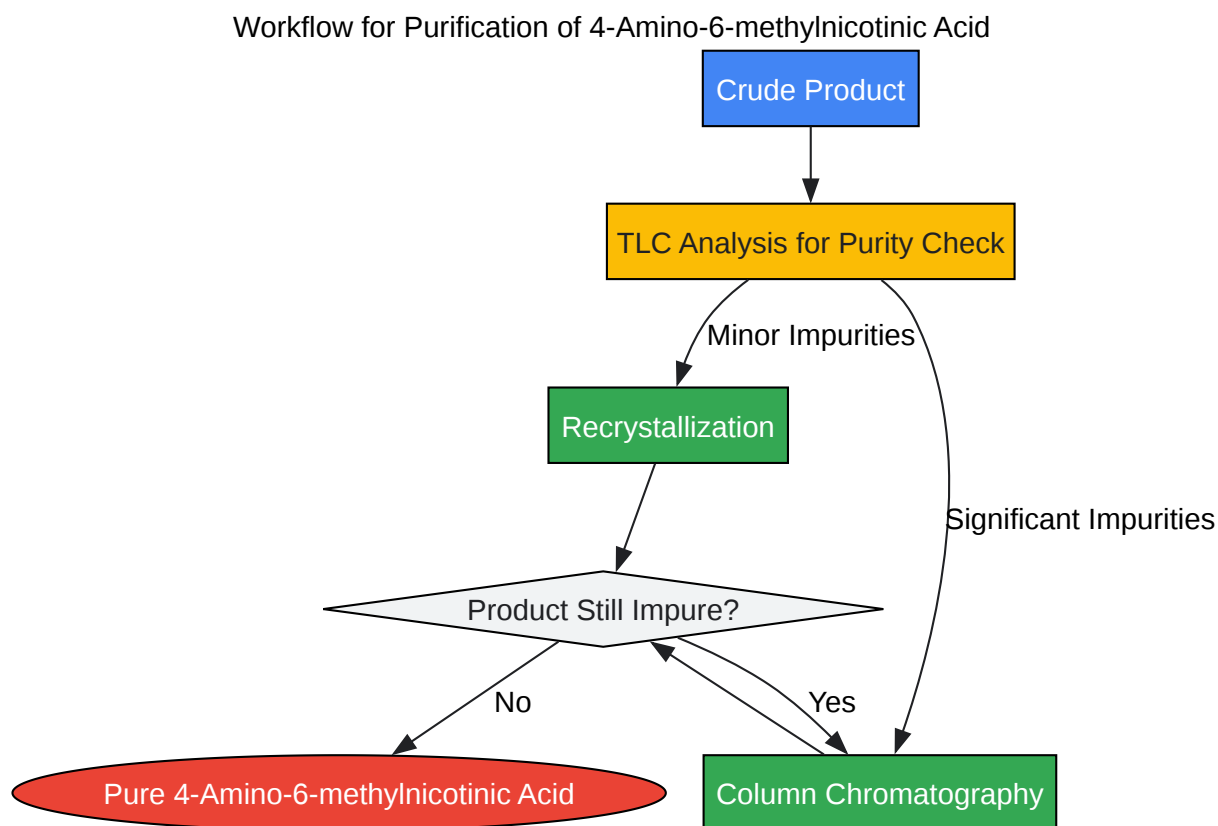 Workflow for Purification of 4-Amino-6-methylnicotinic Acid
Crude Product
TLC Analysis for Purity Check
Minor Impurities
Recrystallization
Significant Impurities
Product Still Impure?
No
Yes
Pure 4-Amino-6-methylnicotinic Acid
Column Chromatography